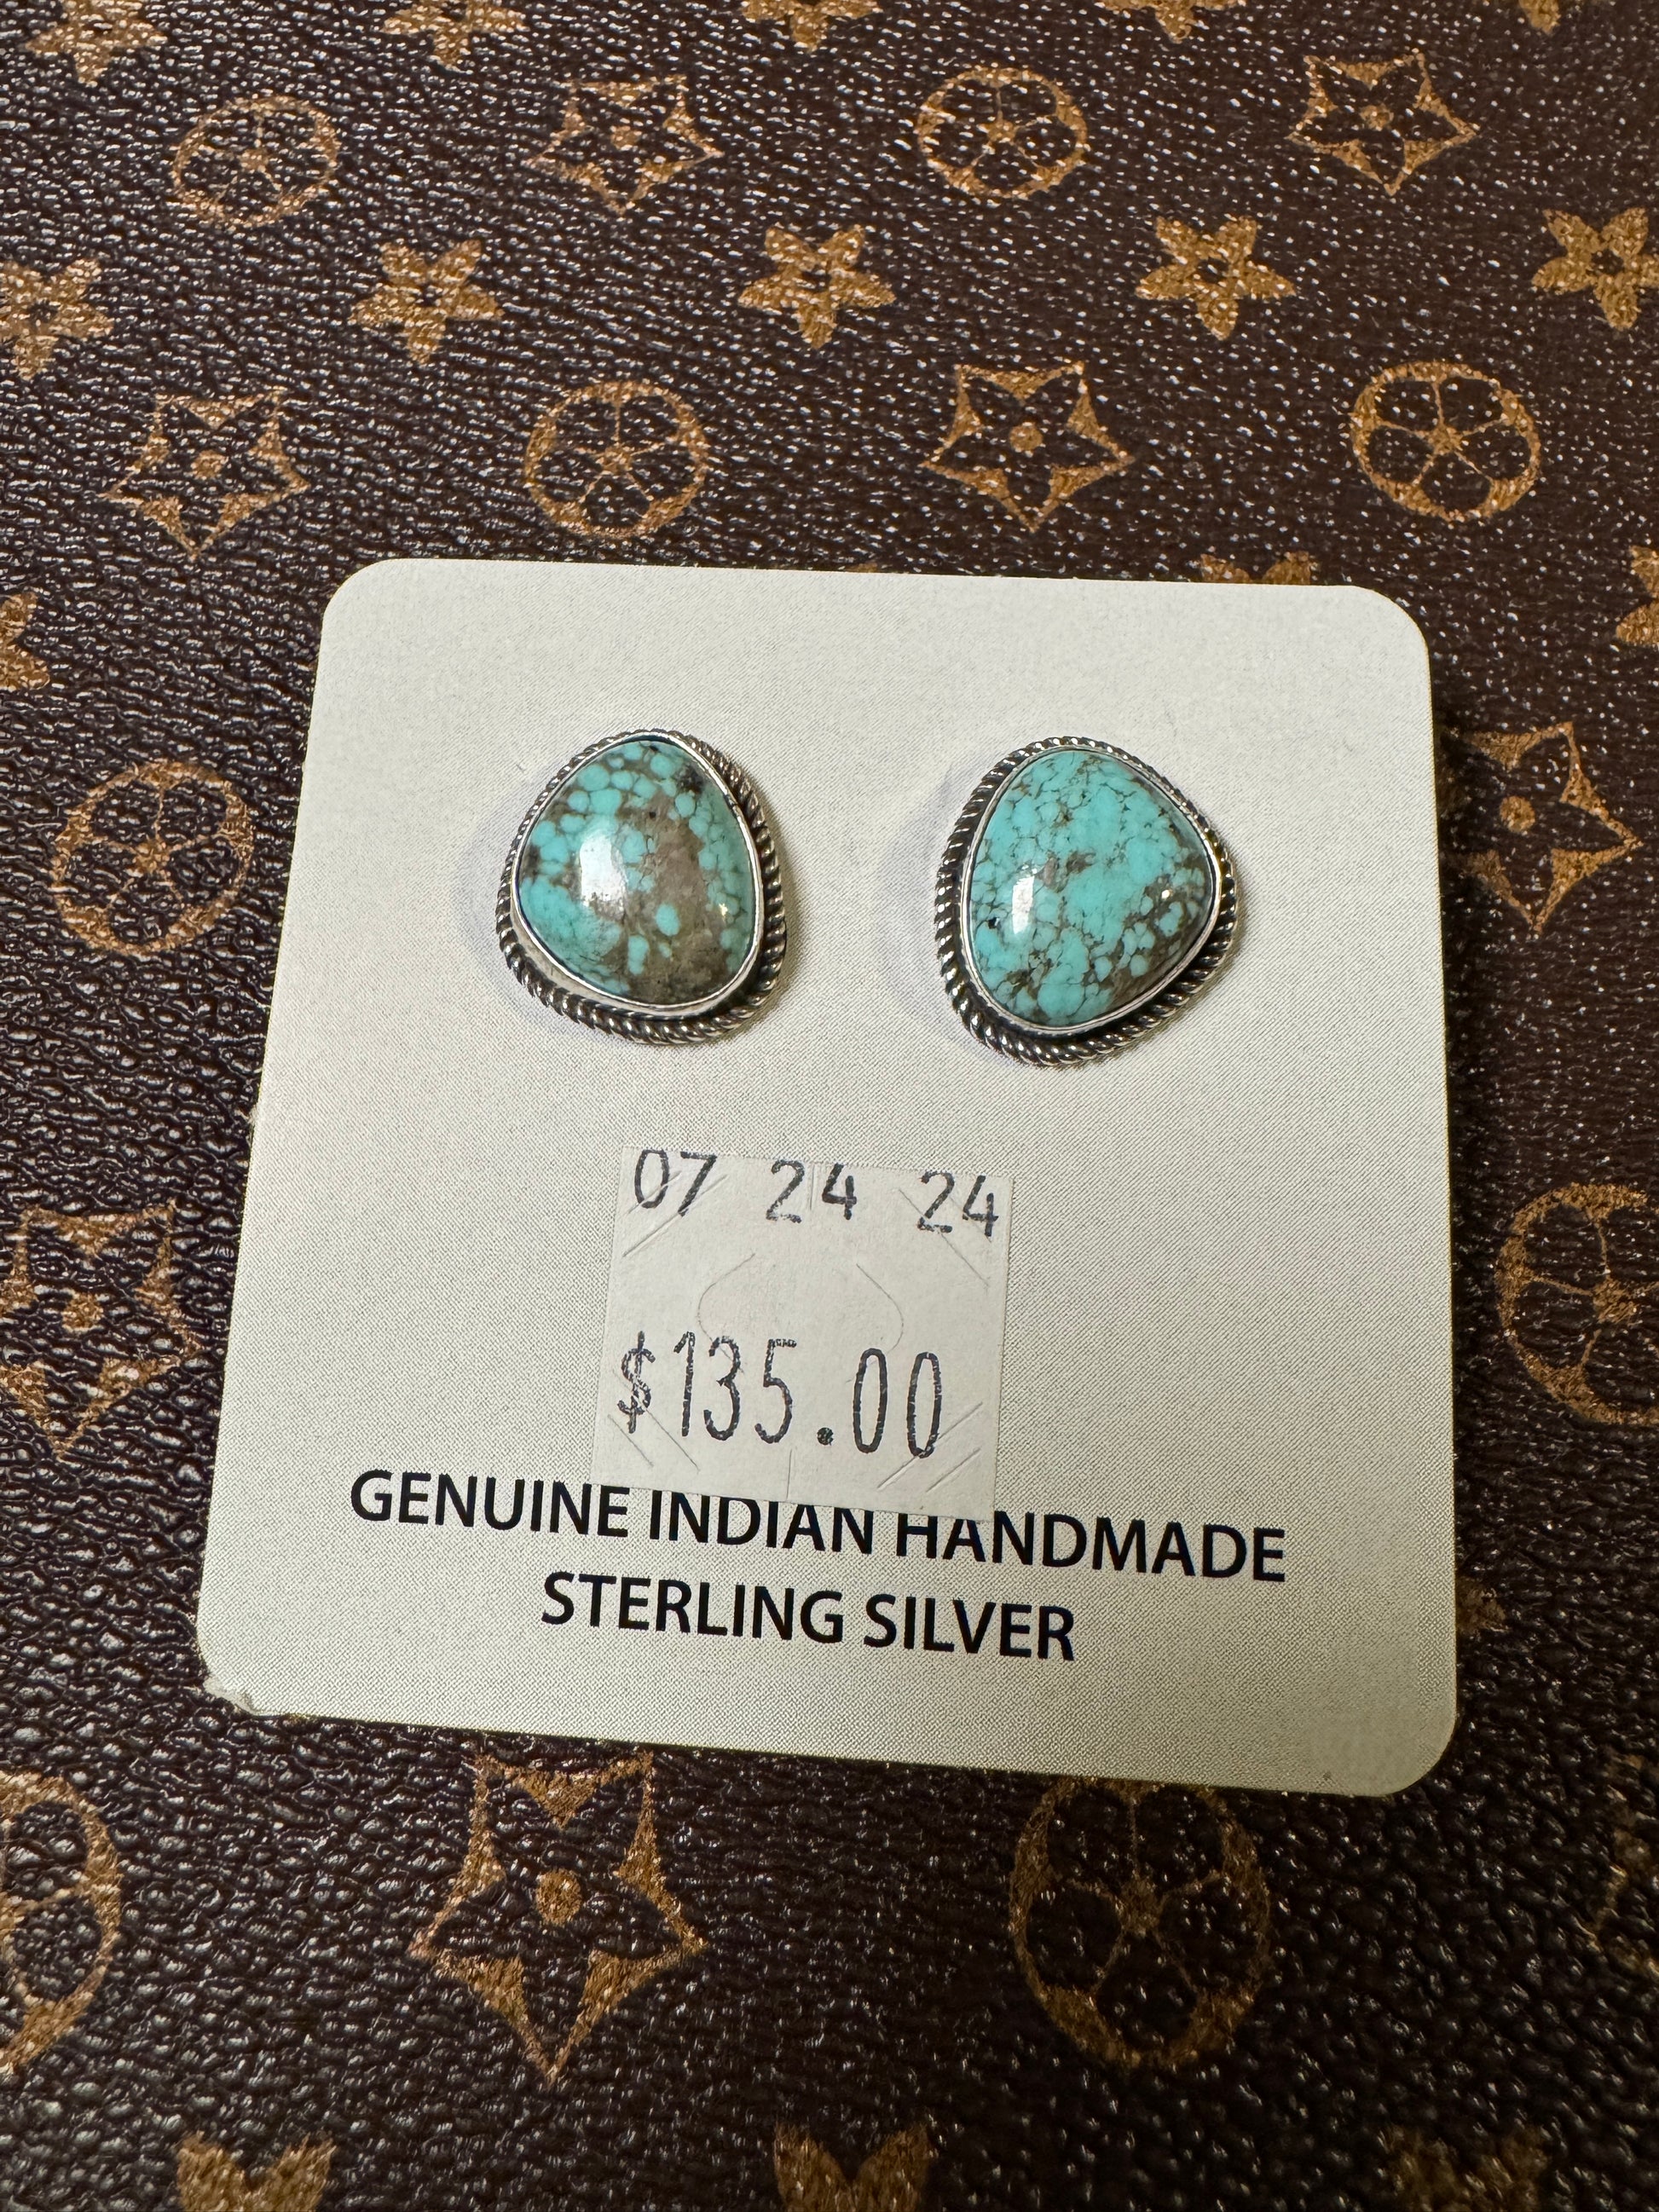 07 24 24
$135.00
GENUINE INDIAN HANDMADE
STERLING SILVER